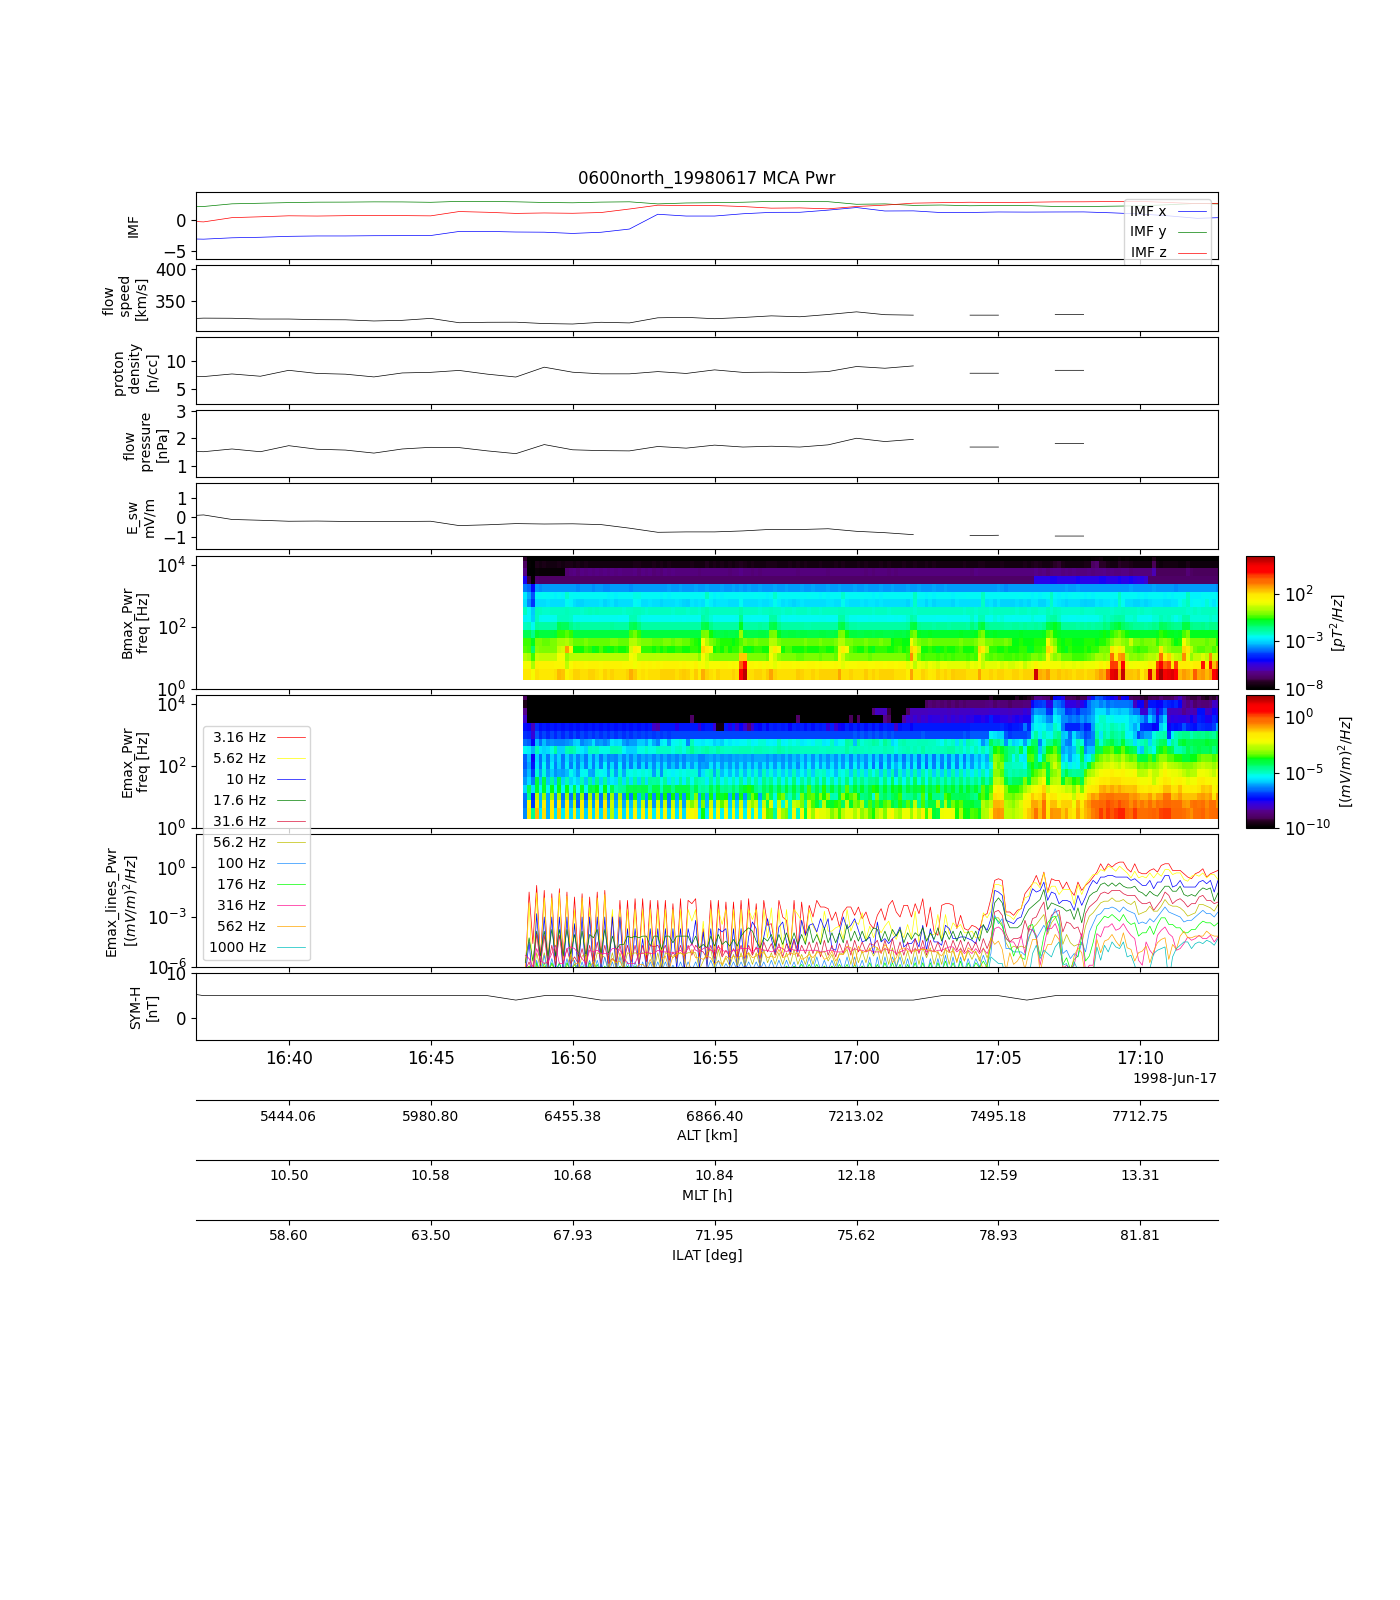 0600north_19980617 MCA Pwr
IMF
0
−5
IMF x
IMF y
IMF z
flow
speed
[km/s]
400
350
proton
density
[n/cc]
10
5
flow
pressure
[nPa]
3
2
1
E_sw
mV/m
1
0
−1
Bmax_Pwr
freq [Hz]
10^4
10^2
10^0
10^2
10^−3
10^−8
[pT^2/Hz]
Emax_Pwr
freq [Hz]
10^4
10^2
10^0
10^0
10^−5
10^−10
[(mV/m)^2/Hz]
3.16 Hz
5.62 Hz
10 Hz
17.6 Hz
31.6 Hz
56.2 Hz
100 Hz
176 Hz
316 Hz
562 Hz
1000 Hz
Emax_lines_Pwr
[(mV/m)^2/Hz]
10^0
10^−3
10^−6
SYM-H
[nT]
10
0
16:40 16:45 16:50 16:55 17:00 17:05 17:10
1998-Jun-17
5444.06 5980.80 6455.38 6866.40 7213.02 7495.18 7712.75
ALT [km]
10.50 10.58 10.68 10.84 12.18 12.59 13.31
MLT [h]
58.60 63.50 67.93 71.95 75.62 78.93 81.81
ILAT [deg]